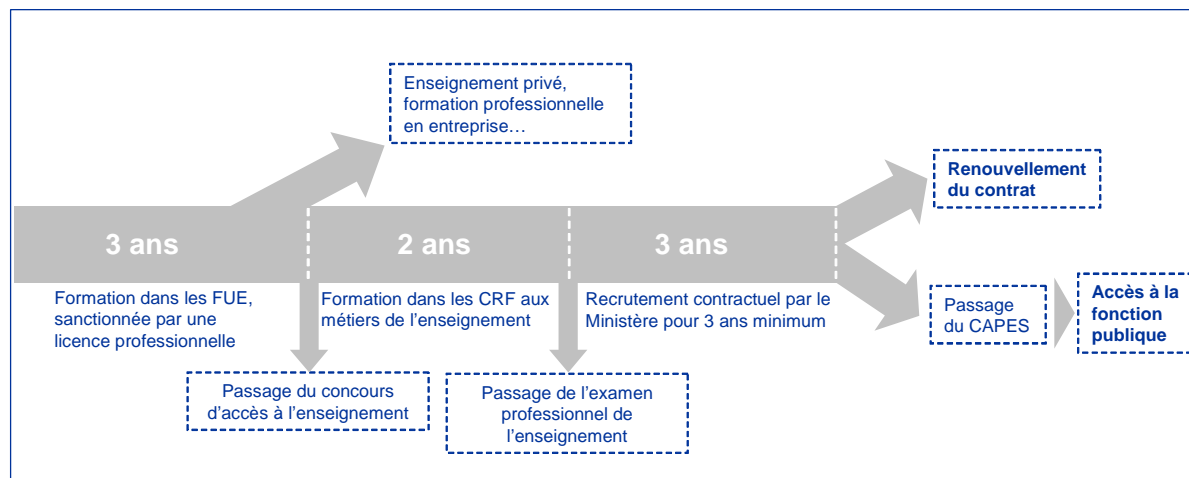 Enseignement privé,
formation professionnelle
en entreprise…
Renouvellement
du contrat
3 ans
2 ans
3 ans
Formation dans les FUE,
sanctionnée par une
licence professionnelle
Formation dans les CRF aux
métiers de l’enseignement
Recrutement contractuel par le
Ministère pour 3 ans minimum
Passage
du CAPES
Accès à la
fonction
publique
Passage du concours
d’accès à l’enseignement
Passage de l’examen
professionnel de
l’enseignement